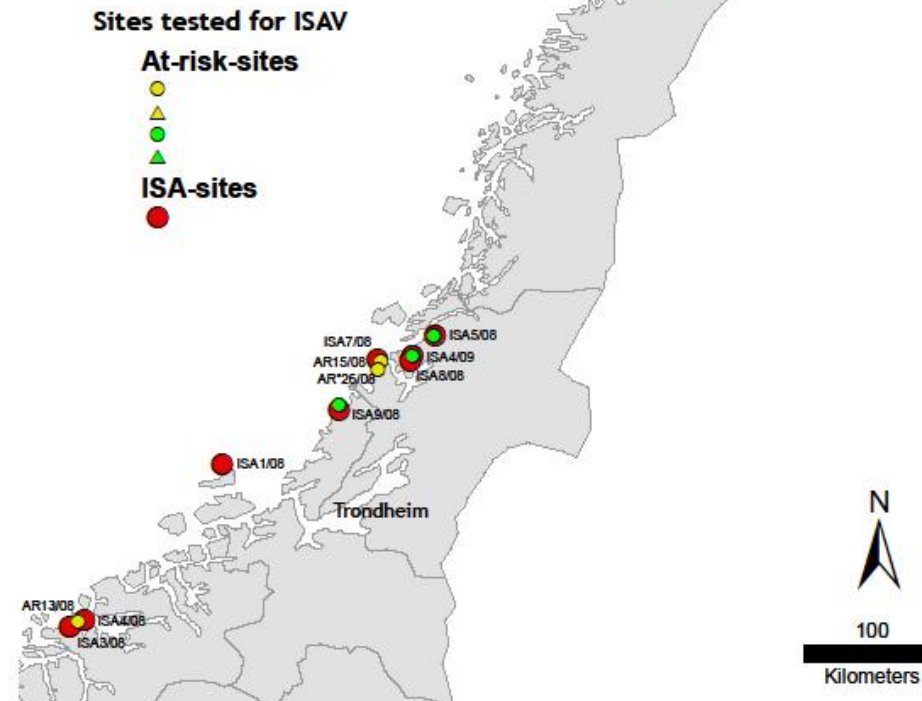 Sites tested for ISAV
At-risk-sites
ISA-sites
ISA5/08
ISA7/08
ISA4/09
AR15/08
ISA8/08
AR*26/08
ISA9/08
ISA1/08
Trondheim
N
AR13/08
ISA4/08
ISA3/08
100
Kilometers